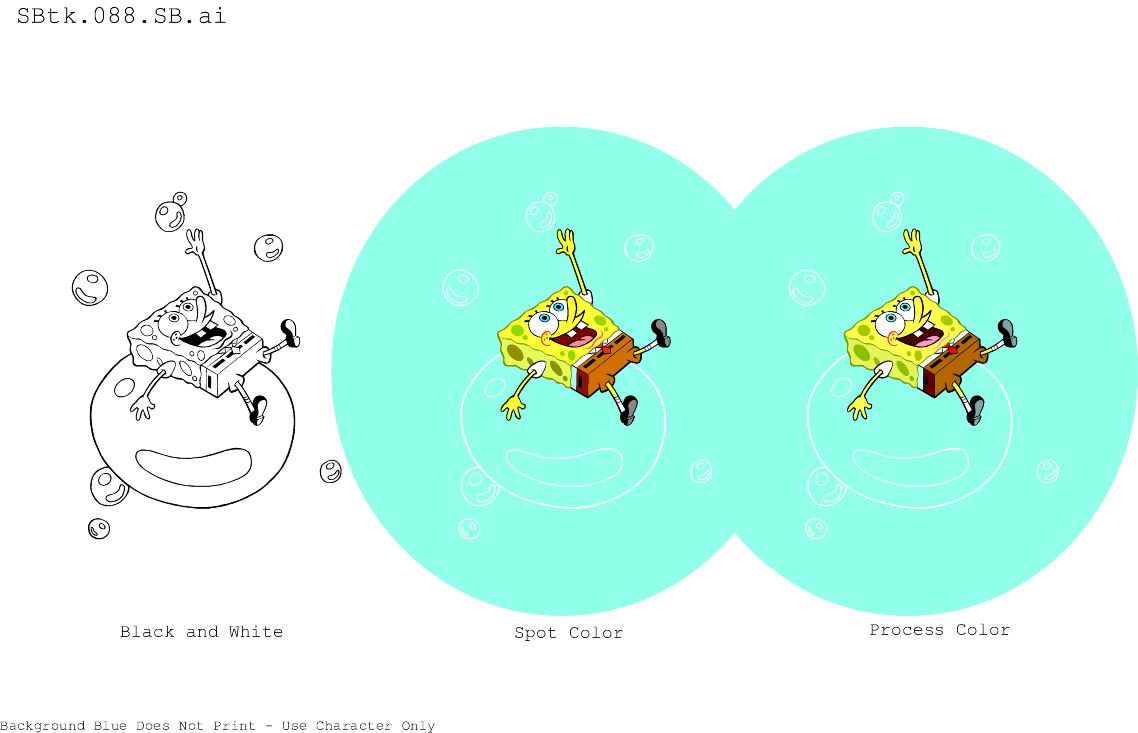 SBtk.088.SB.ai
Black and White
Spot Color
Process Color
Background Blue Does Not Print - Use Character Only